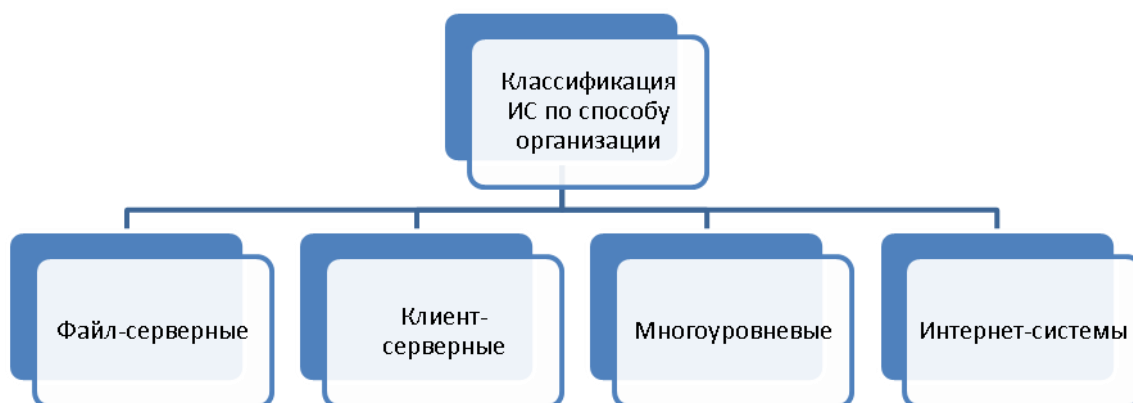 Классификация
ИС по способу
организации
Файл-серверные
Клиент-
серверные
Многоуровневые
Интернет-системы